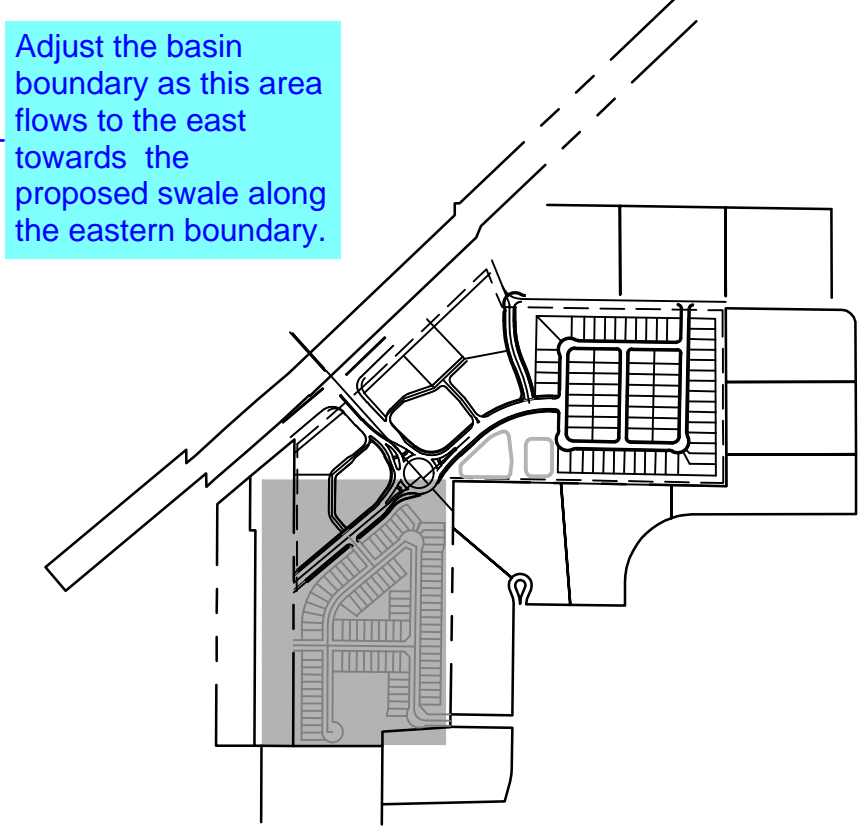 Adjust the basin
boundary as this area
flows to the east
towards the
proposed swale along
the eastern boundary.